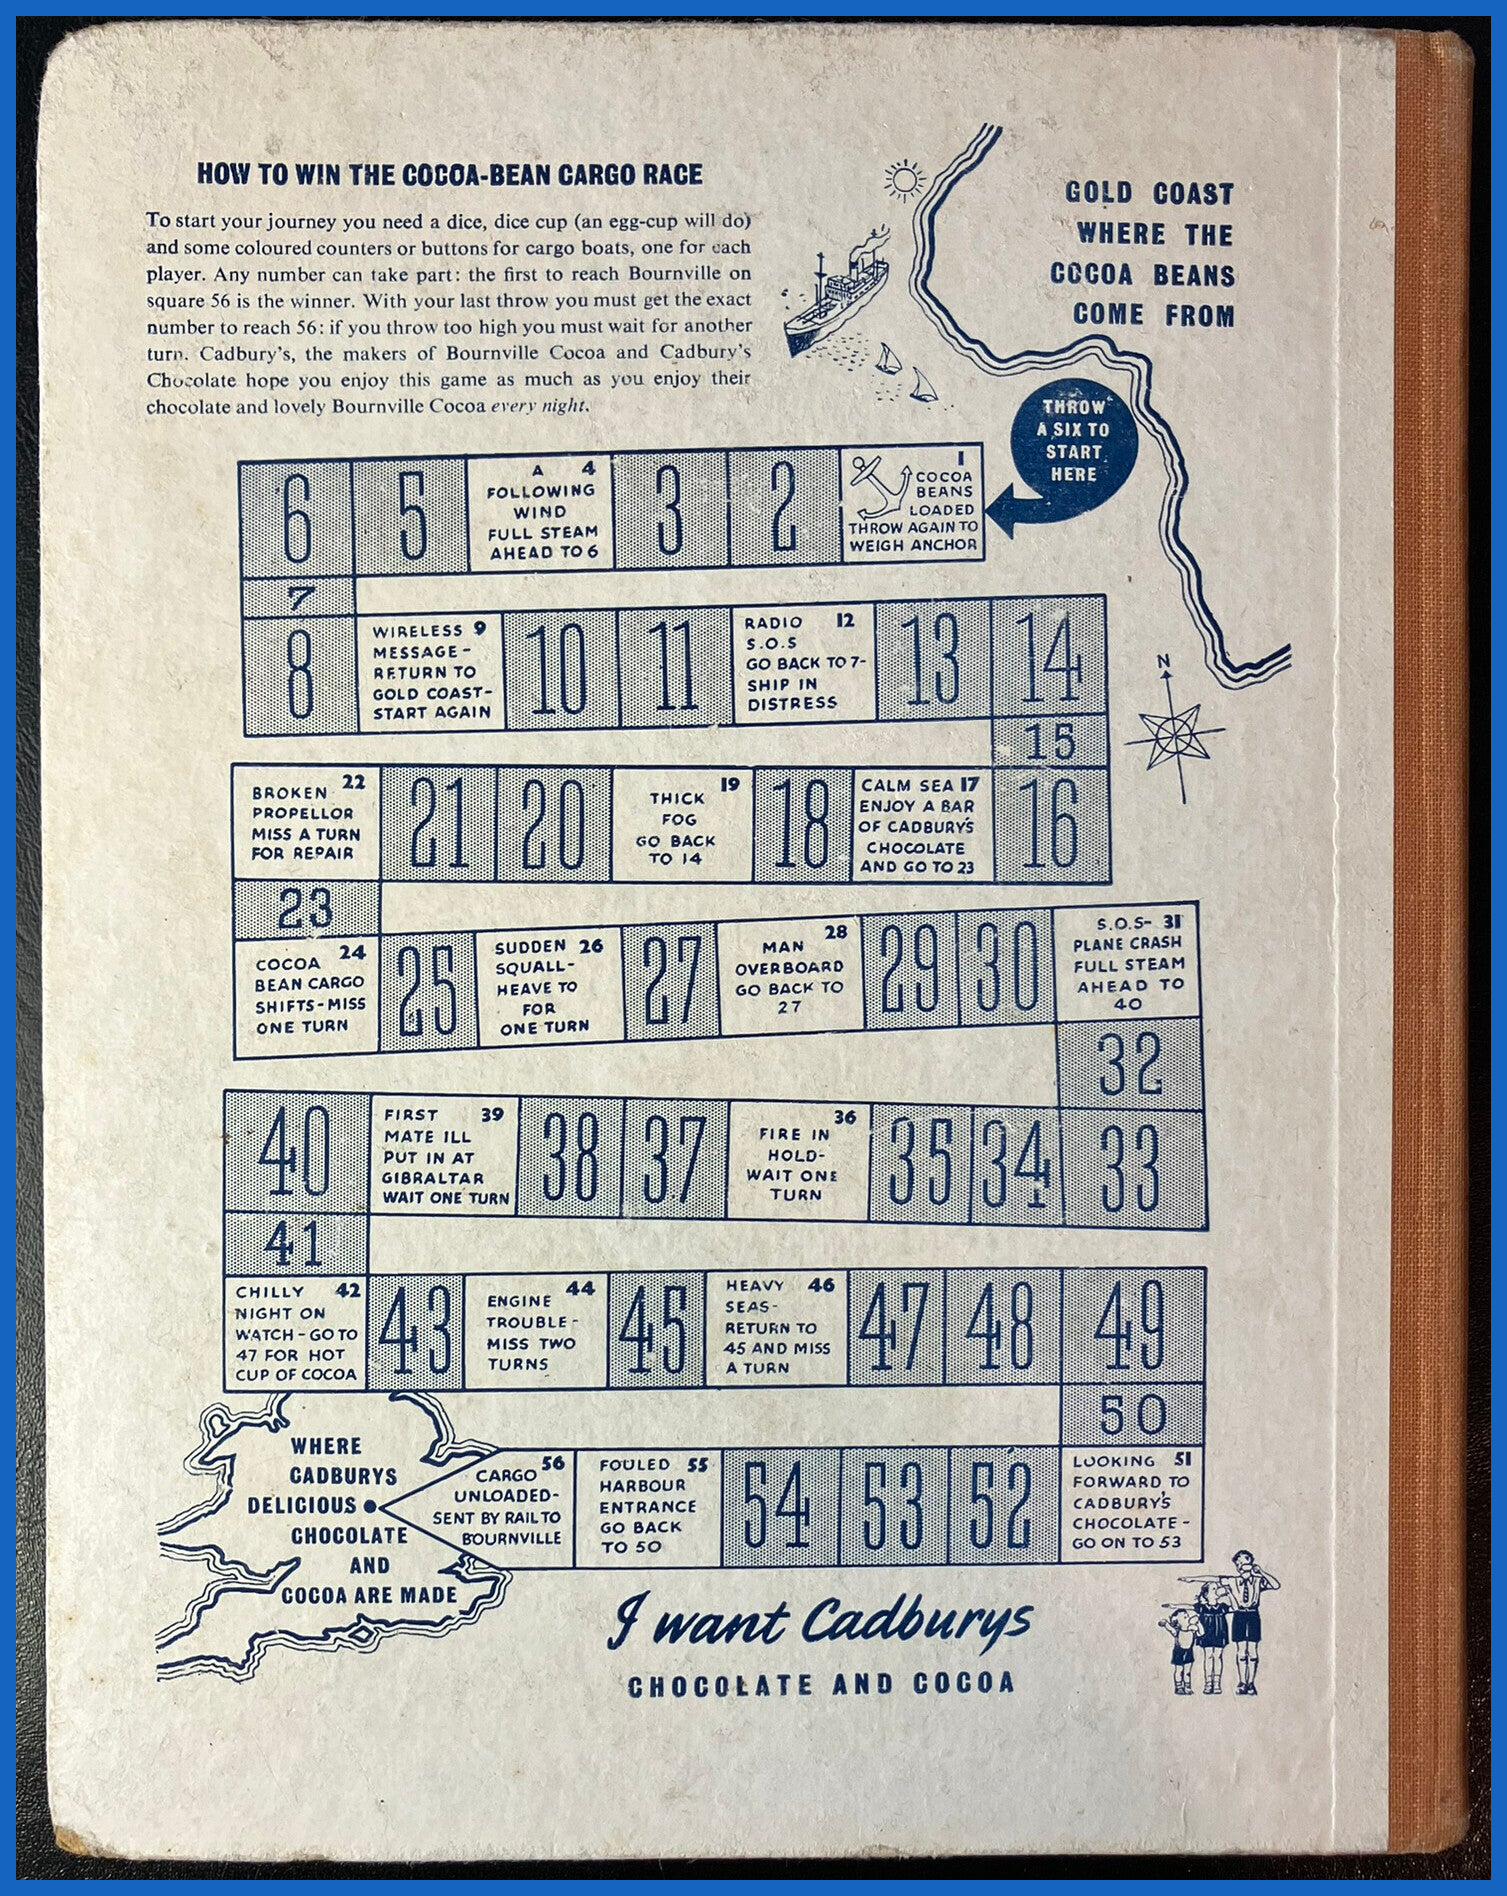 HOW TO WIN THE COCOA-BEAN CARGO RACE
To start your journey you need a dice, dice cup (an egg-cup will do)
and some coloured counters or buttons for cargo boats, one for each
player. Any number can take part: the first to reach Bournville on
square 56 is the winner. With your last throw you must get the exact
number to reach 56: if you throw too high you must wait for another
turn. Cadbury's, the makers of Bournville Cocoa and Cadbury's
Chocolate hope you enjoy this game as much as you enjoy their
chocolate and lovely Bournville Cocoa every night.
GOLD COAST
WHERE THE
COCOA BEANS
COME FROM
THROW
A SIX TO
START
HERE
1
COCOA
BEANS
LOADED
THROW AGAIN TO
WEIGH ANCHOR
2
3
A 4
FOLLOWING
WIND
FULL STEAM
AHEAD TO 6
5
6
7
8
WIRELESS 9
MESSAGE-
RETURN TO
GOLD COAST-
START AGAIN
10
11
RADIO 12
S.O.S
GO BACK TO 7-
SHIP IN
DISTRESS
13
14
N
15
16
CALM SEA 17
ENJOY A BAR
OF CADBURY'S
CHOCOLATE
AND GO TO 23
18
19
THICK
FOG
GO BACK
TO 14
20
21
BROKEN 22
PROPELLOR
MISS A TURN
FOR REPAIR
23
24
COCOA
BEAN CARGO
SHIFTS-MISS
ONE TURN
25
SUDDEN 26
SQUALL-
HEAVE TO
FOR
ONE TURN
27
28
MAN
OVERBOARD
GO BACK TO
27
29
30
S.O.S- 31
PLANE CRASH
FULL STEAM
AHEAD TO
40
32
33
34
35
36
FIRE IN
HOLD-
WAIT ONE
TURN
37
38
FIRST 39
MATE ILL
PUT IN AT
GIBRALTAR
WAIT ONE TURN
40
41
CHILLY 42
NIGHT ON
WATCH-GO TO
47 FOR HOT
CUP OF COCOA
43
44
ENGINE
TROUBLE-
MISS TWO
TURNS
45
HEAVY 46
SEAS-
RETURN TO
45 AND MISS
A TURN
47
48
49
50
LOOKING 51
FORWARD TO
CADBURY'S
CHOCOLATE-
GO ON TO 53
52
53
54
FOULED 55
HARBOUR
ENTRANCE
GO BACK
TO 50
56
CARGO
UNLOADED-
SENT BY RAIL TO
BOURNVILLE
WHERE
CADBURYS
DELICIOUS
CHOCOLATE
AND
COCOA ARE MADE
I want Cadburys
CHOCOLATE AND COCOA